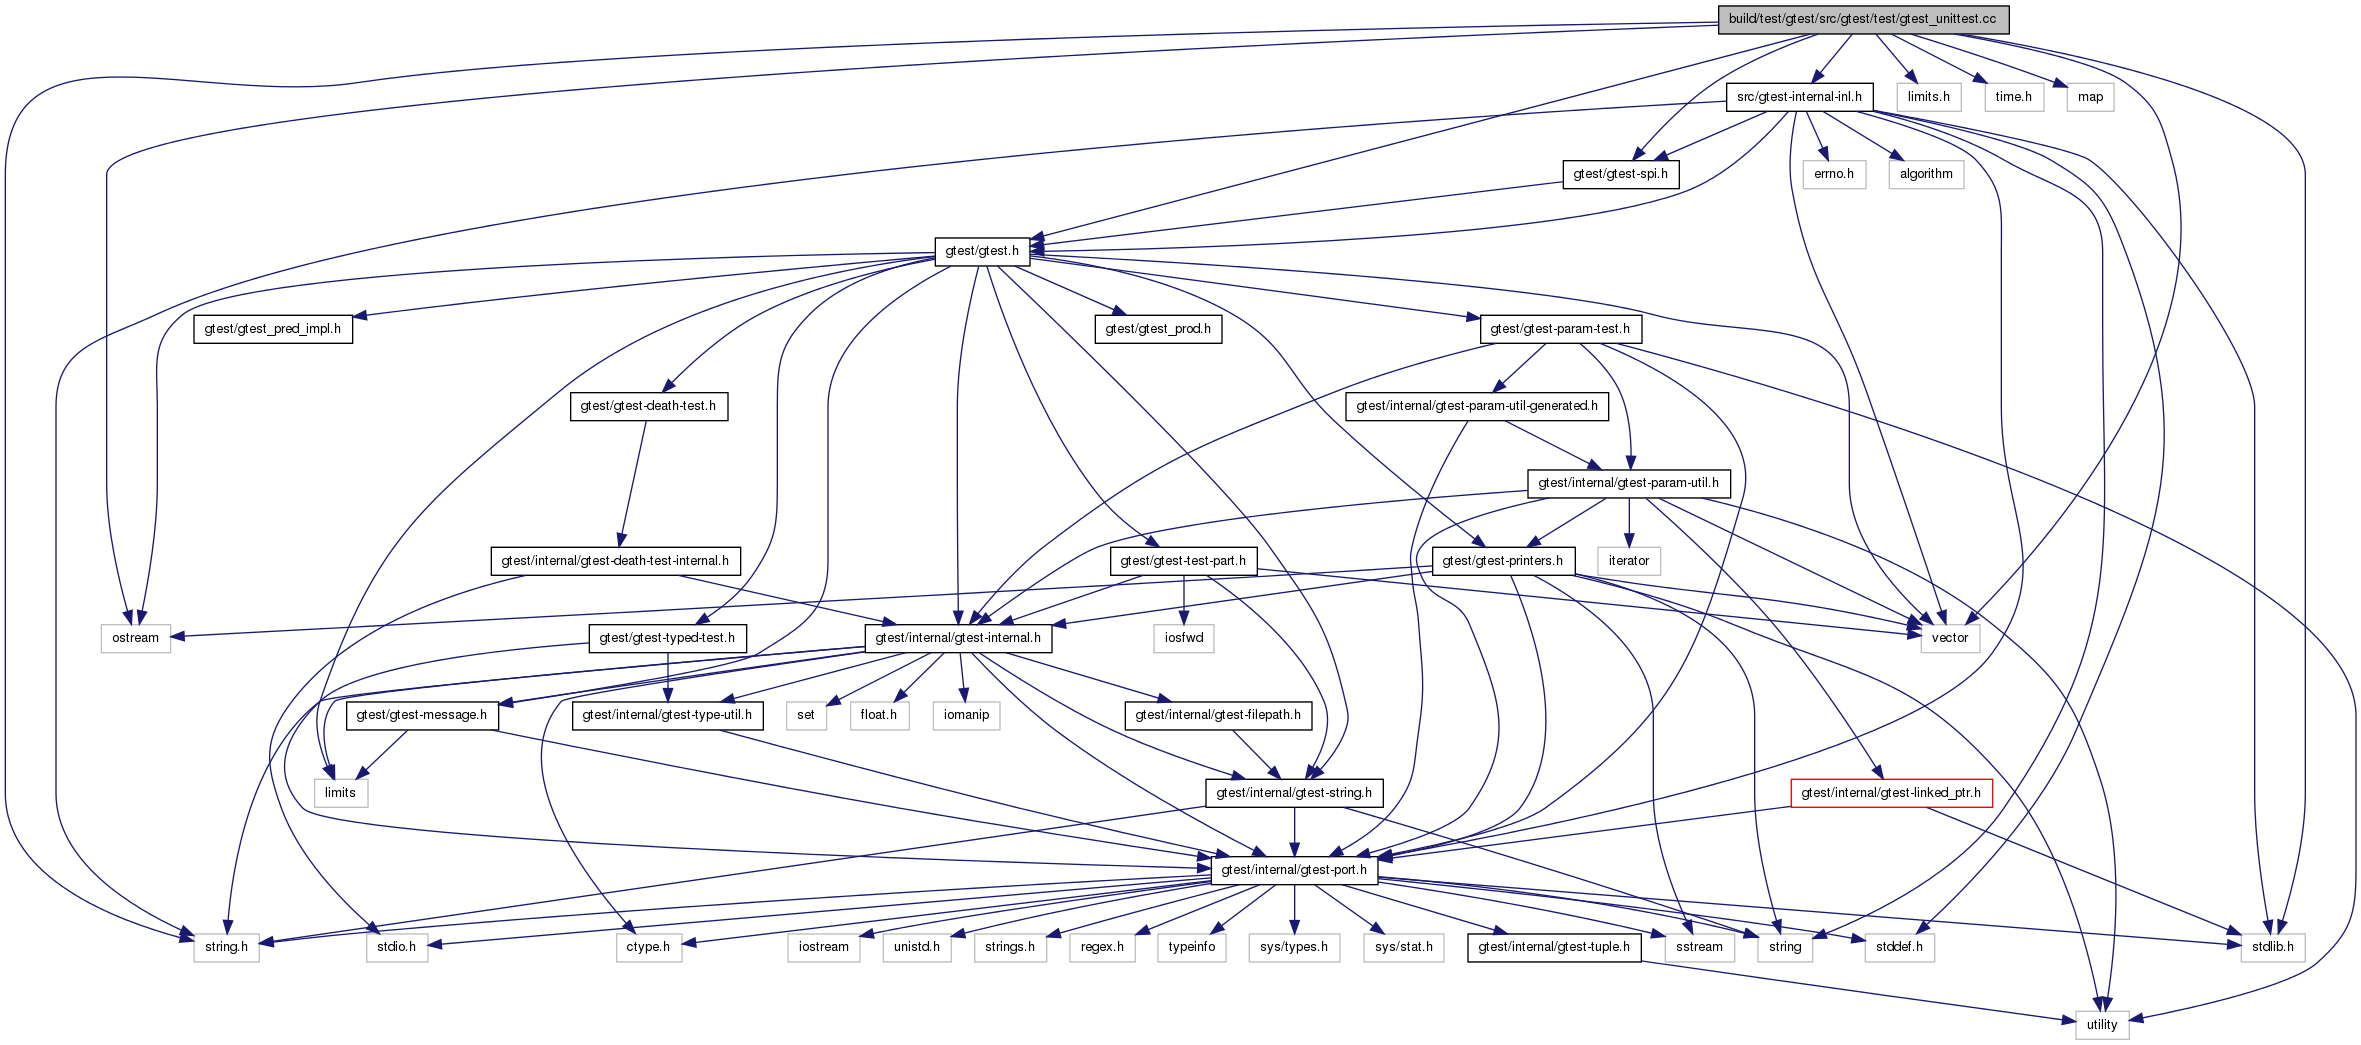 build/test/gtest/src/gtest/test/gtest_unittest.cc
src/gtest-internal-inl.h
limits.h
time.h
map
gtest/gtest-spi.h
errno.h
algorithm
gtest/gtest.h
gtest/gtest_pred_impl.h
gtest/gtest_prod.h
gtest/gtest-param-test.h
gtest/gtest-death-test.h
gtest/internal/gtest-param-util-generated.h
gtest/internal/gtest-param-util.h
gtest/internal/gtest-death-test-internal.h
gtest/gtest-test-part.h
gtest/gtest-printers.h
iterator
ostream
gtest/gtest-typed-test.h
gtest/internal/gtest-internal.h
iosfwd
vector
gtest/gtest-message.h
gtest/internal/gtest-type-util.h
set
float.h
iomanip
gtest/internal/gtest-filepath.h
limits
gtest/internal/gtest-string.h
gtest/internal/gtest-linked_ptr.h
gtest/internal/gtest-port.h
string.h
stdio.h
ctype.h
iostream
unistd.h
strings.h
regex.h
typeinfo
sys/types.h
sys/stat.h
gtest/internal/gtest-tuple.h
sstream
string
stddef.h
stdlib.h
utility